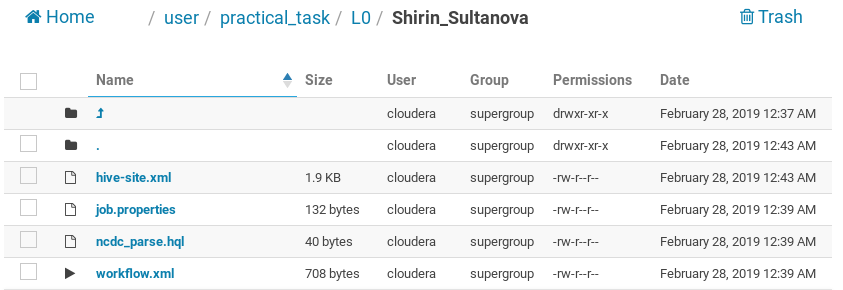 Home / user / practical_task / L0 / Shirin_Sultanova Trash
Name Size User Group Permissions Date
cloudera supergroup drwxr-xr-x February 28, 2019 12:37 AM
. cloudera supergroup drwxr-xr-x February 28, 2019 12:43 AM
hive-site.xml 1.9 KB cloudera supergroup -rw-r--r-- February 28, 2019 12:43 AM
job.properties 132 bytes cloudera supergroup -rw-r--r-- February 28, 2019 12:39 AM
ncdc_parse.hql 40 bytes cloudera supergroup -rw-r--r-- February 28, 2019 12:39 AM
workflow.xml 708 bytes cloudera supergroup -rw-r--r-- February 28, 2019 12:39 AM